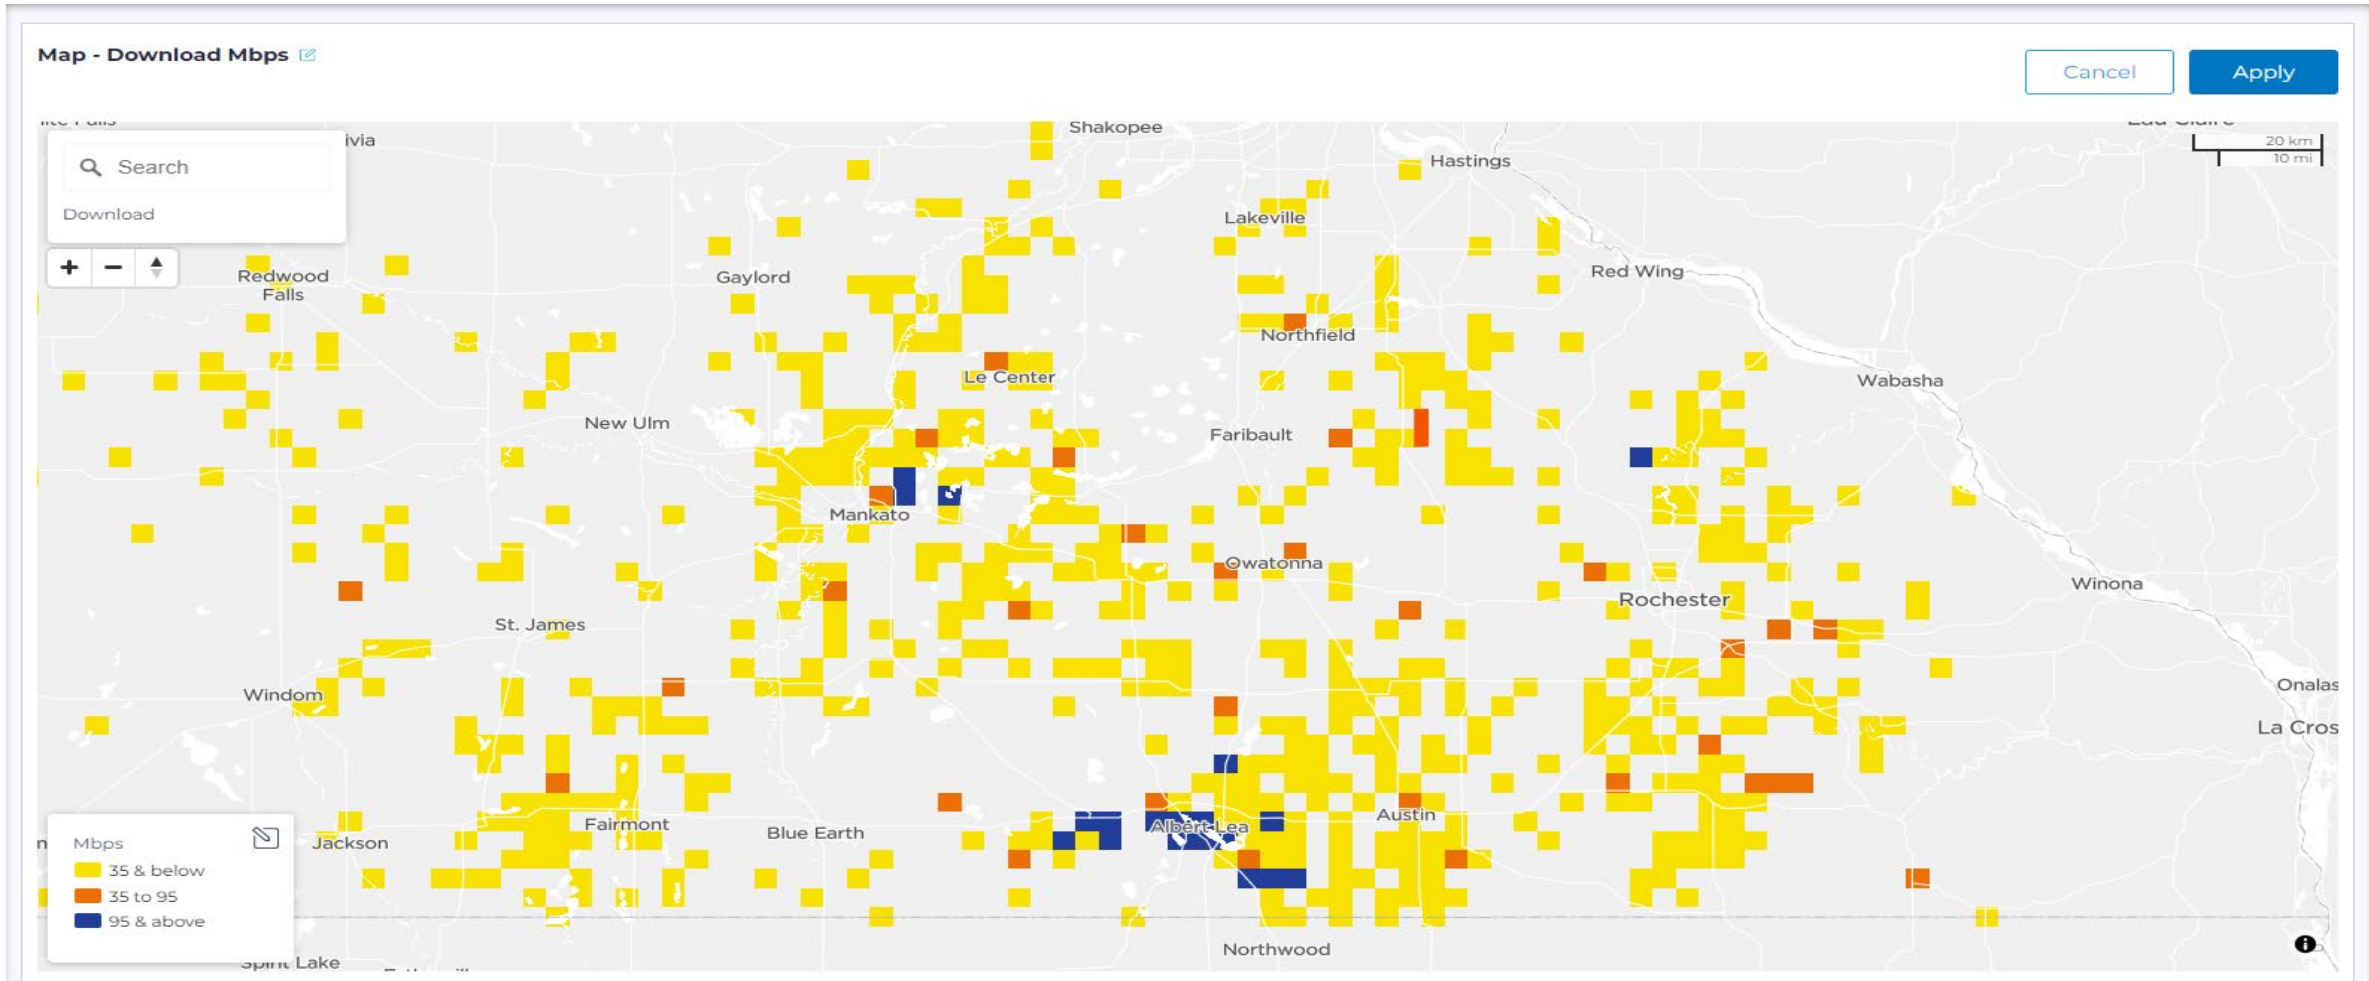 Map - Download Mbps
Cancel
Apply
Shakopee
ivia
20 km
10 mi
Search
Hastings
Download
Lakeville
Redwood
Falls
Gaylord
Red Wing
Northfield
Le Center
Wabasha
New Ulm
Faribault
Mankato
Owatonna
Winona
Rochester
St. James
Windom
Onalas
La Cros
Fairmont
Blue Earth
Albert Lea
Austin
n
Jackson
Mbps
35 & below
35 to 95
95 & above
Northwood
Spirit Lake